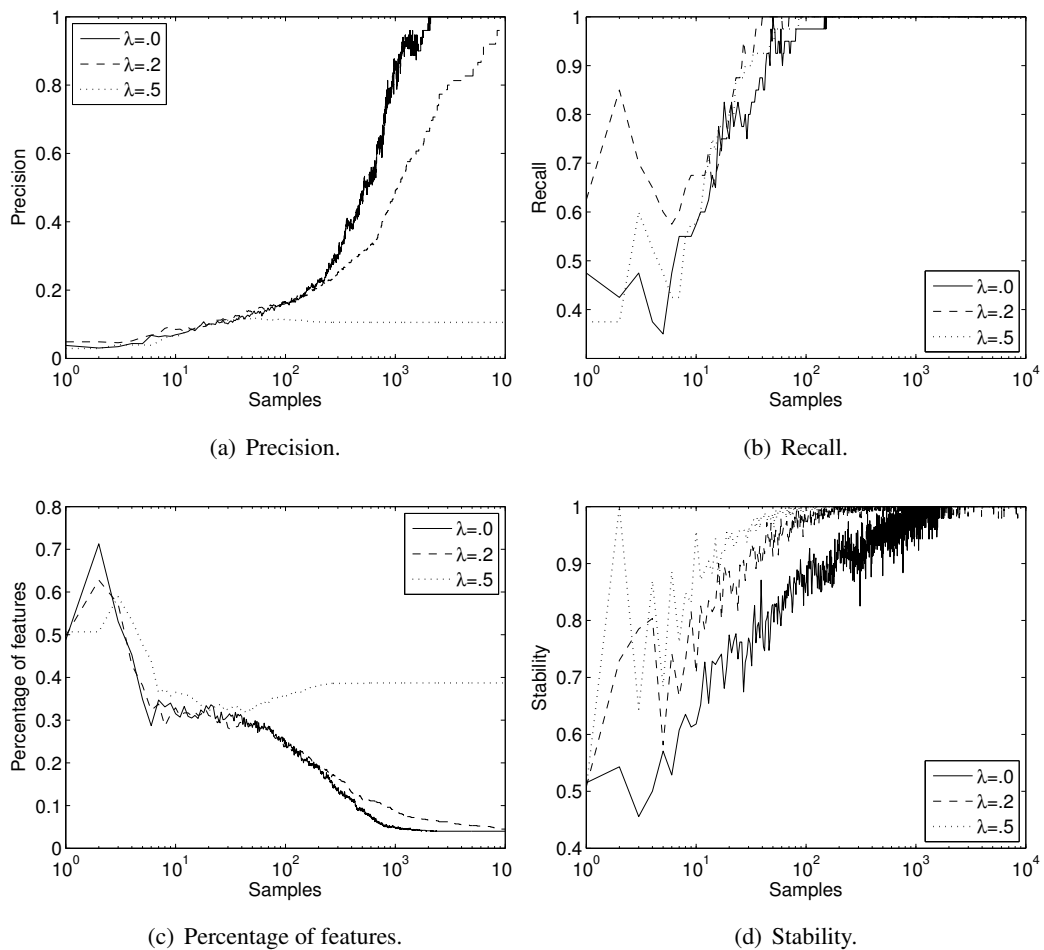 1
0.8
0.6
0.4
0.2
0
Precision
λ=.0
λ=.2
λ=.5
10^0
10^1
10^2
10^3
10
Samples
(a) Precision.
1
0.9
0.8
0.7
0.6
0.5
0.4
Recall
λ=.0
λ=.2
λ=.5
10^0
10^1
10^2
10^3
10^4
Samples
(b) Recall.
0.8
0.7
0.6
0.5
0.4
0.3
0.2
0.1
0
Percentage of features
λ=.0
λ=.2
λ=.5
10^0
10^1
10^2
10^3
10
Samples
(c) Percentage of features.
1
0.9
0.8
0.7
0.6
0.5
0.4
Stability
λ=.0
λ=.2
λ=.5
10^0
10^1
10^2
10^3
10^4
Samples
(d) Stability.